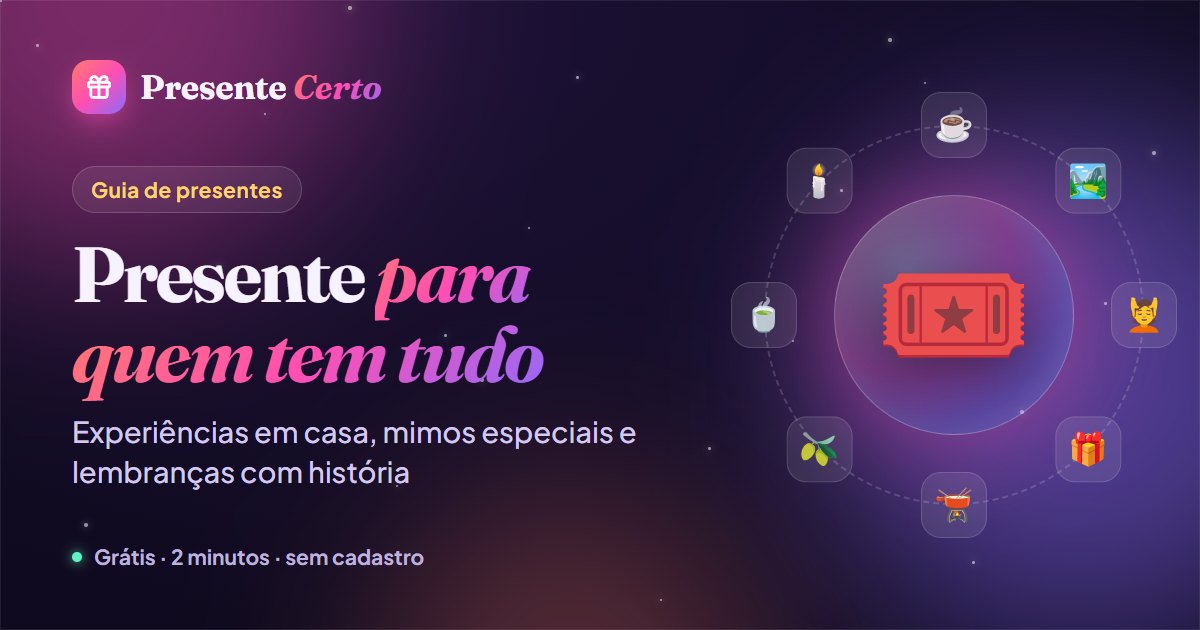 Presente Certo
Guia de presentes
Presente para
quem tem tudo
Experiências em casa, mimos especiais e
lembranças com história
Grátis · 2 minutos · sem cadastro